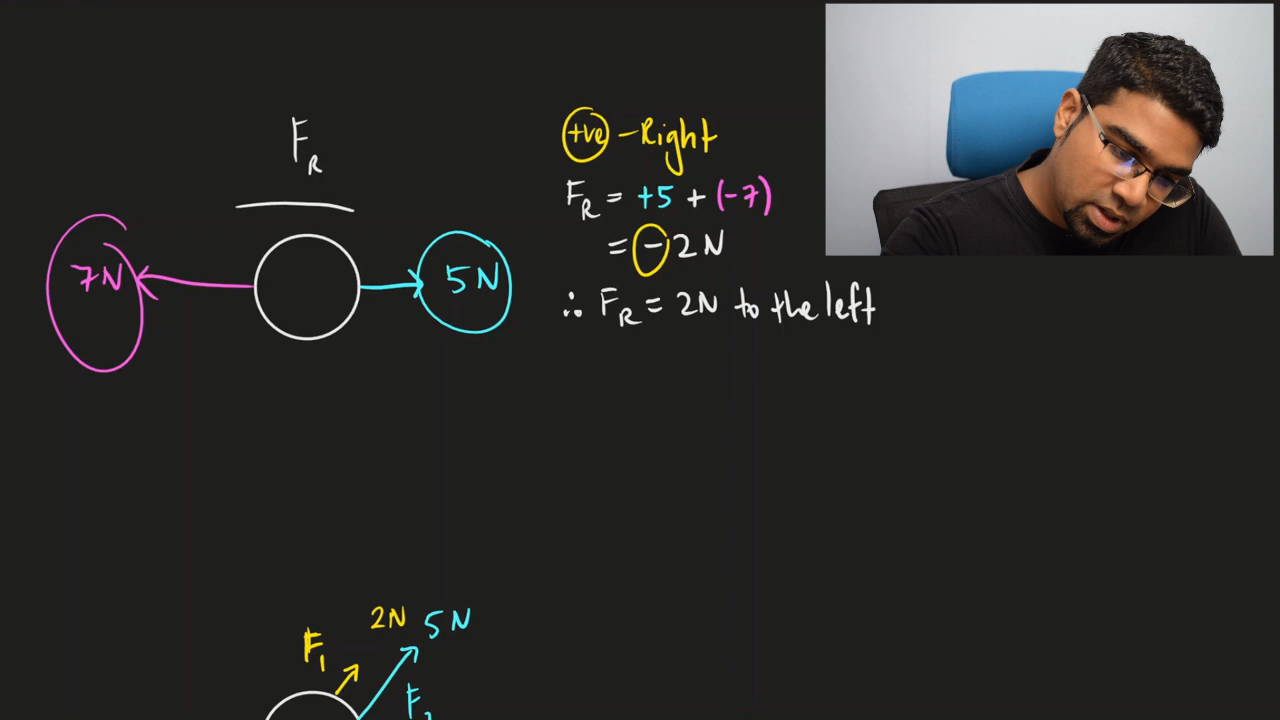 F_R
7N
5N
+ve – Right
F_R = +5 + (-7)
= -2N
∴ F_R = 2N to the left
2N 5N
F_1
F_2